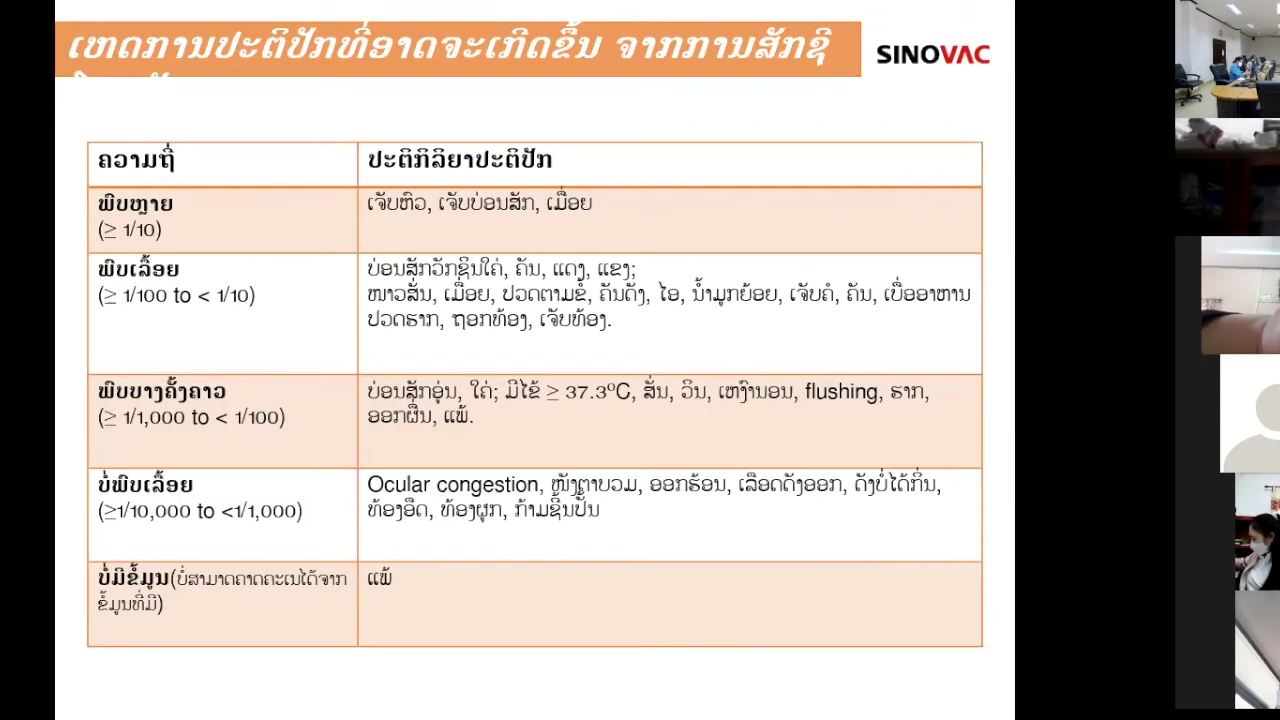 ເຫດການປະຕິປັກທີ່ອາດຈະເກີດຂຶ້ນ ຈາກການສັກຊີ
SINOVAC
ຄວາມຖີ່
ປະຕິກິລິຍາປະຕິປັກ
ພົບຫຼາຍ
(≥ 1/10)
ເຈັບຫົວ, ເຈັບບ່ອນສັກ, ເມື່ອຍ
ພົບເລື້ອຍ
(≥ 1/100 to < 1/10)
ບ່ອນສັກວັກຊິນໃຄ່, ຄັນ, ແດງ, ແຂງ;
ໜາວສັ່ນ, ເມື່ອຍ, ປວດຕາມຂໍ້, ຄັນດັງ, ໄອ, ນ້ຳມູກຍ້ອຍ, ເຈັບຄໍ, ຄັນ, ເບື່ອອາຫານ
ປວດຮາກ, ຖອກທ້ອງ, ເຈັບທ້ອງ.
ພົບບາງຄັ້ງຄາວ
(≥ 1/1,000 to < 1/100)
ບ່ອນສັກອຸ່ນ, ໃຄ່; ມີໄຂ້ ≥ 37.3ºC, ສັ່ນ, ວິນ, ເຫງົານອນ, flushing, ຮາກ,
ອອກຜື່ນ, ແພ້.
ບໍ່ພົບເລື້ອຍ
(≥1/10,000 to <1/1,000)
Ocular congestion, ໜັງຕາບວມ, ອອກຮ້ອນ, ເລືອດດັງອອກ, ດັງບໍ່ໄດ້ກິ່ນ,
ທ້ອງອືດ, ທ້ອງຜູກ, ກ້າມຊີ້ນປັ້ນ
ບໍ່ມີຂໍ້ມູນ(ບໍ່ສາມາດຄາດຄະເນໄດ້ຈາກ
ຂໍ້ມູນທີ່ມີ)
ແພ້